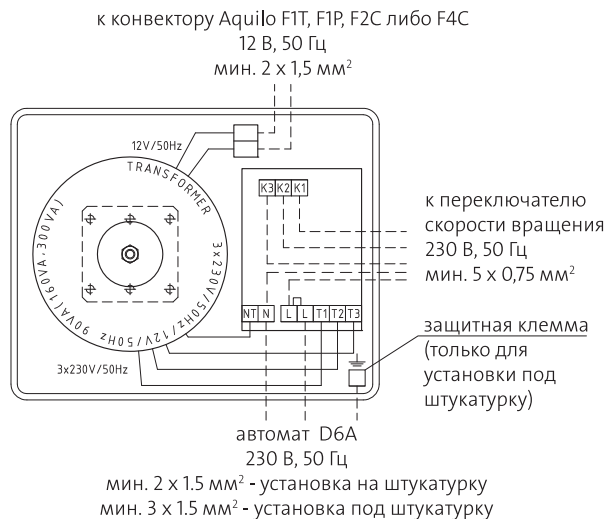 к конвектору Aquilo F1T, F1P, F2C либо F4C
12 В, 50 Гц
мин. 2 x 1,5 мм²
12V/50Hz
TRANSFORMER
3x230V/50Hz/12V/50Hz
90VA(160VA-300VA)
K3 K2 K1
к переключателю
скорости вращения
230 В, 50 Гц
мин. 5 x 0,75 мм²
NT N L L T1 T2 T3
3x230V/50Hz
защитная клемма
(только для
установки под
штукатурку)
автомат D6A
230 В, 50 Гц
мин. 2 x 1.5 мм² - установка на штукатурку
мин. 3 x 1.5 мм² - установка под штукатурку